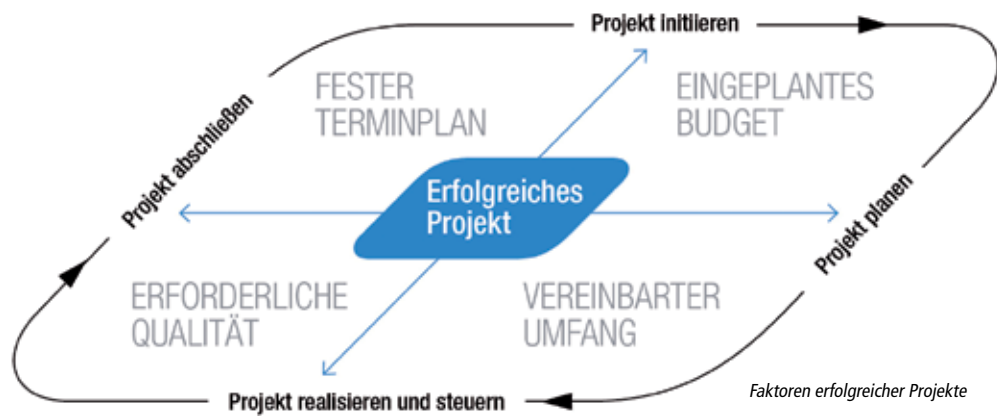 Projekt initiieren
FESTER
TERMINPLAN
EINGEPLANTES
BUDGET
Projekt abschließen
Erfolgreiches
Projekt
Projekt planen
ERFORDERLICHE
QUALITÄT
VEREINBARTER
UMFANG
Projekt realisieren und steuern
Faktoren erfolgreicher Projekte